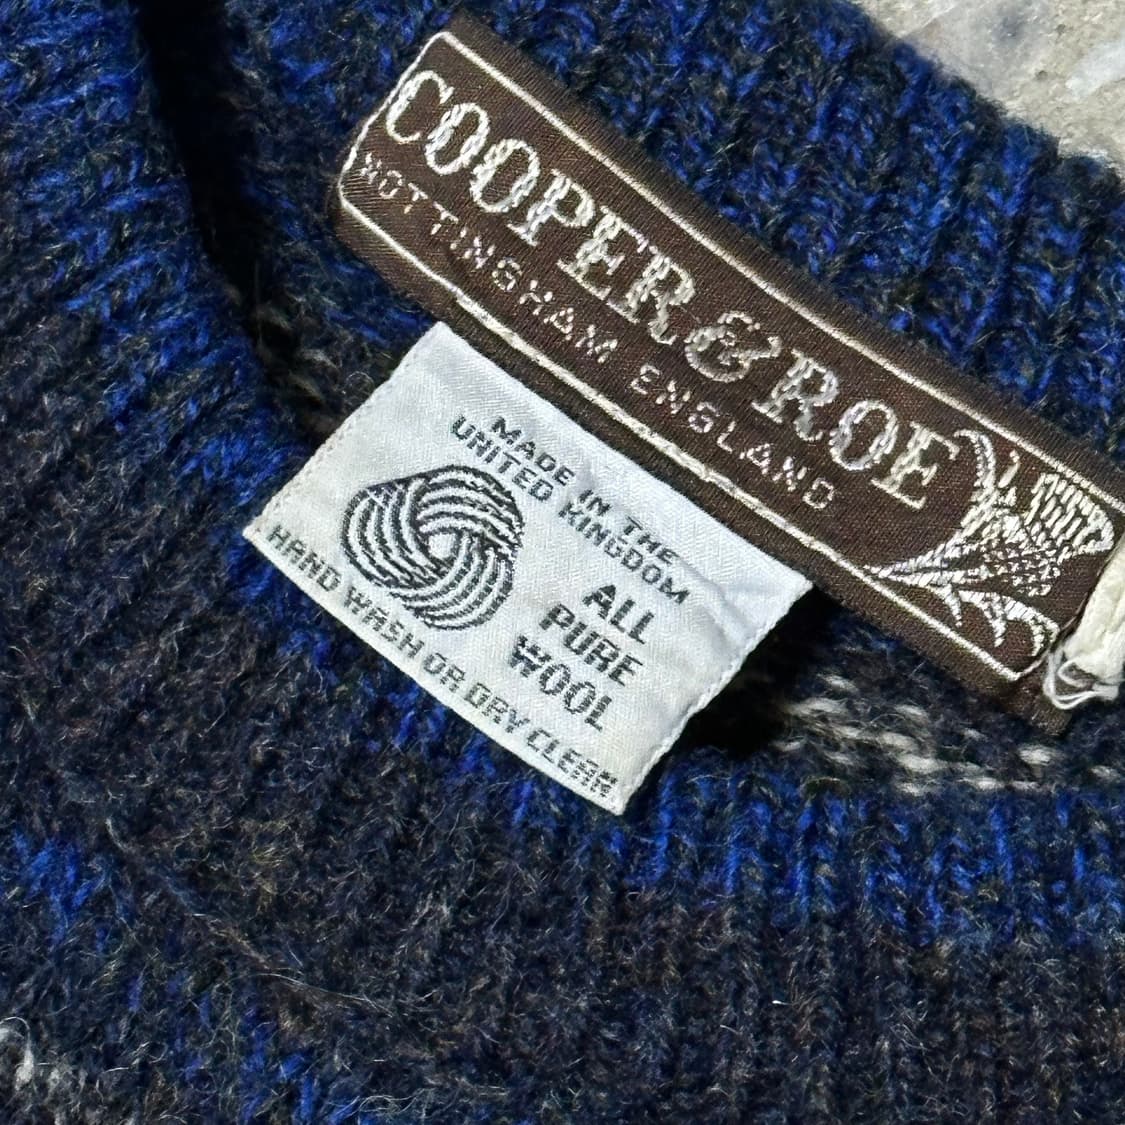 COOPER & ROE
NOTTINGHAM ENGLAND
MADE IN THE
UNITED KINGDOM
ALL
PURE
WOOL
HAND WASH OR DRY CLEAN